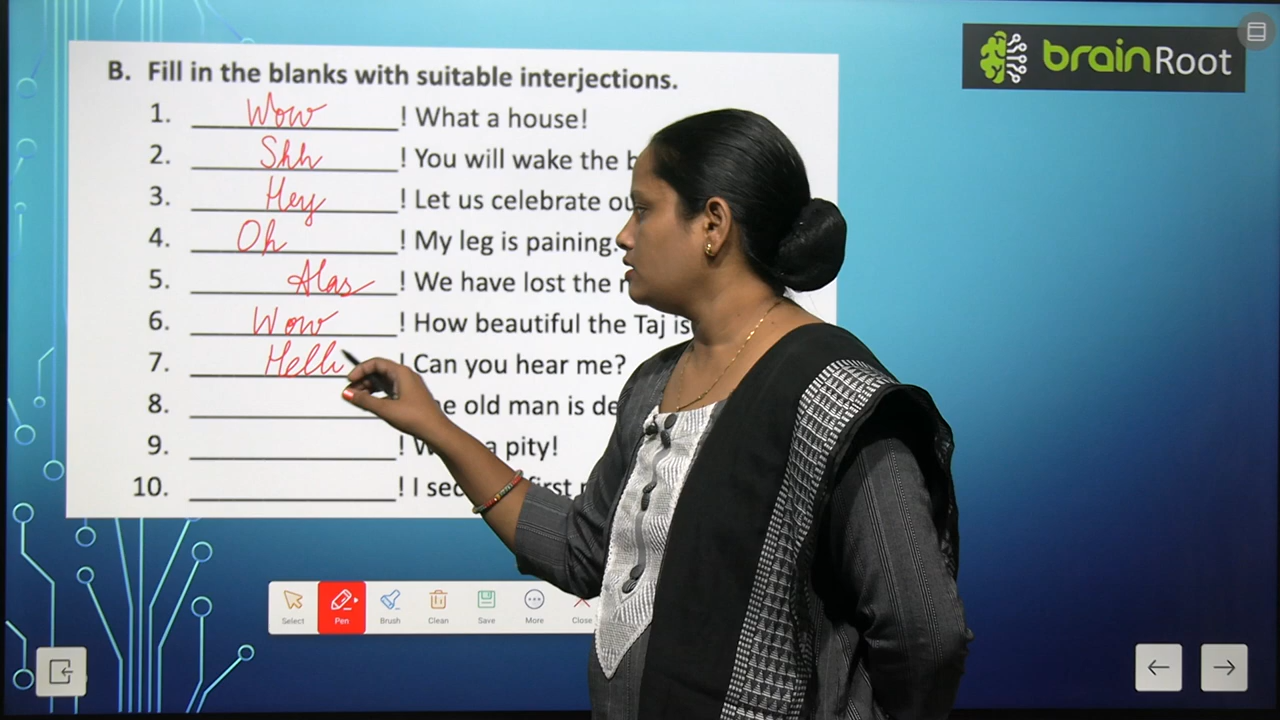 brainRoot
B. Fill in the blanks with suitable interjections.
1. Wow ! What a house!
2. Shh ! You will wake the
3. Hey ! Let us celebrate
4. Oh ! My leg is paining.
5. Alas ! We have lost the
6. Wow ! How beautiful the Taj is
7. Hell ! Can you hear me?
8. old man is
9. ! a pity!
10. ! I first
Select Pen Brush Clean Save More Close